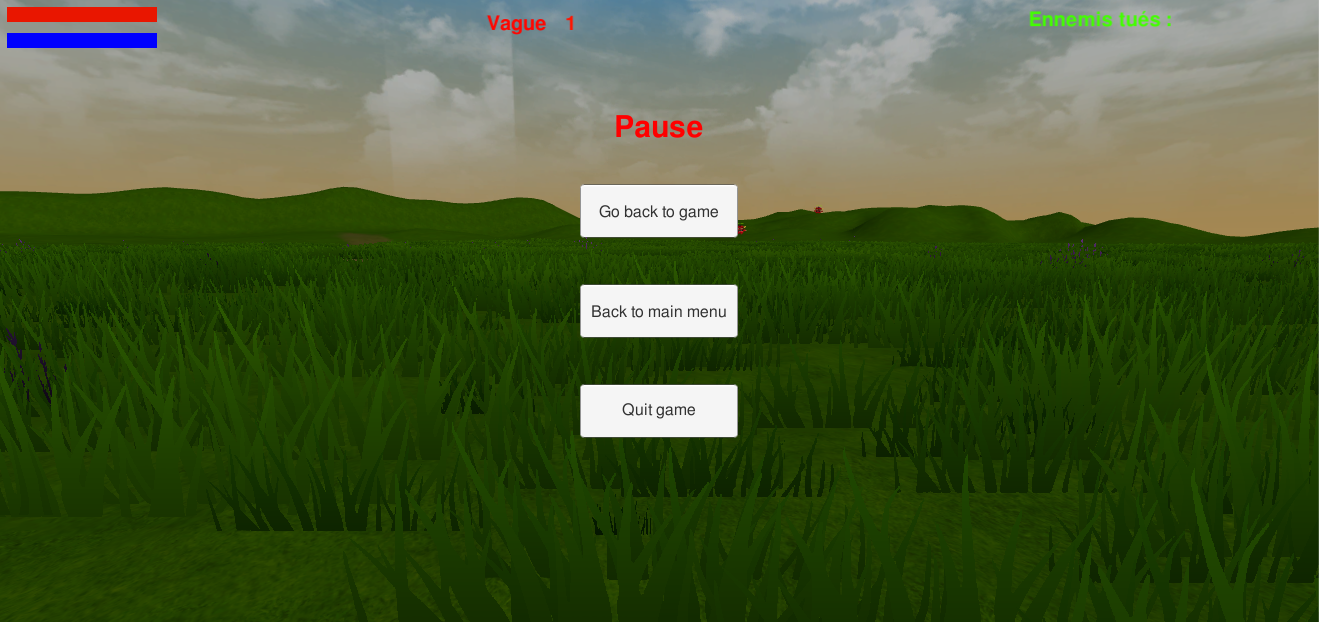 Vague 1
Ennemis tués :
Pause
Go back to game
Back to main menu
Quit game